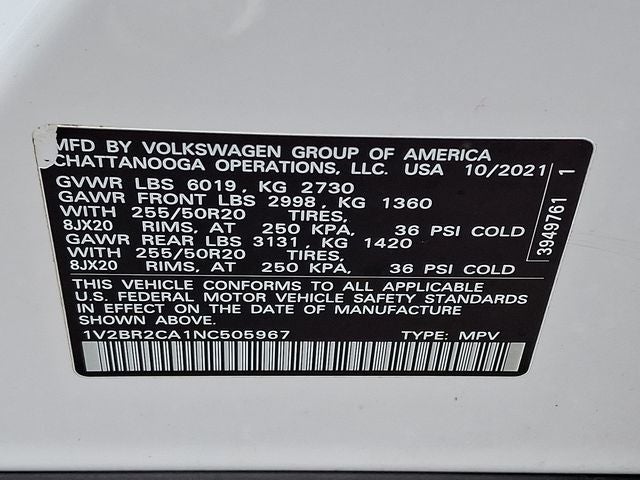 MFD BY VOLKSWAGEN GROUP OF AMERICA
CHATTANOOGA OPERATIONS, LLC. USA 10/2021
GVWR LBS 6019, KG 2730
GAWR FRONT LBS 2998, KG 1360
WITH 255/50R20 TIRES,
8JX20 RIMS, AT 250 KPA, 36 PSI COLD
GAWR REAR LBS 3131, KG 1420
WITH 255/50R20 TIRES,
8JX20 RIMS, AT 250 KPA, 36 PSI COLD
THIS VEHICLE CONFORMS TO ALL APPLICABLE
U.S. FEDERAL MOTOR VEHICLE SAFETY STANDARDS
IN EFFECT ON THE DATE OF MANUFACTURE
SHOWN ABOVE.
1V2BR2CA1NC505967 TYPE: MPV
3949761 1